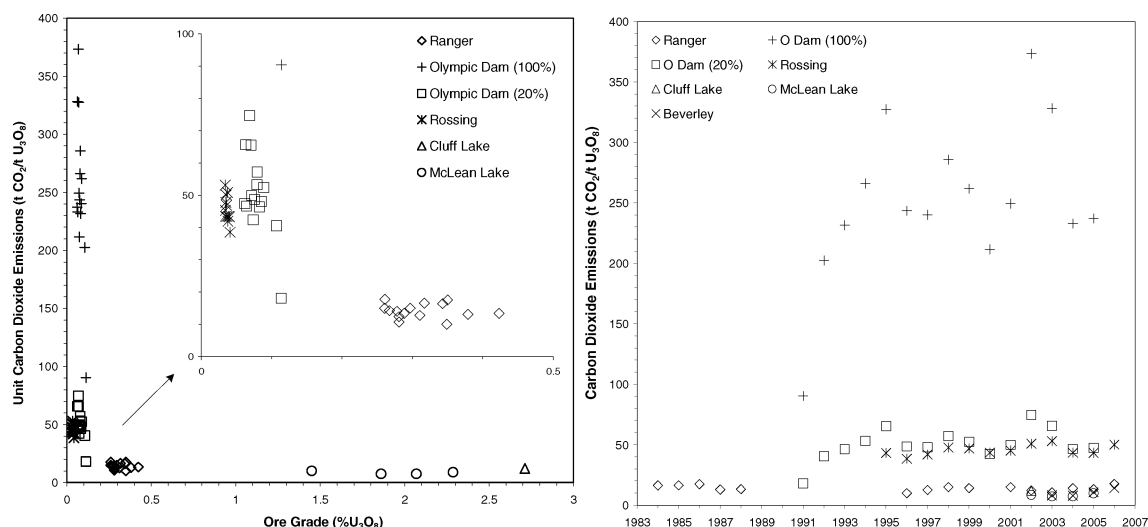 400
350
300
250
200
150
100
50
0
Unit Carbon Dioxide Emissions (t CO₂/t U₃O₈)
0 0.5 1 1.5 2 2.5 3
Ore Grade (%U₃O₈)
100
50
0
0 0.5
Ranger
Olympic Dam (100%)
Olympic Dam (20%)
Rossing
Cluff Lake
McLean Lake
400
350
300
250
200
150
100
50
0
Carbon Dioxide Emissions (t CO₂/t U₃O₈)
Ranger O Dam (100%)
O Dam (20%) Rossing
Cluff Lake McLean Lake
Beverley
1983 1985 1987 1989 1991 1993 1995 1997 1999 2001 2003 2005 2007